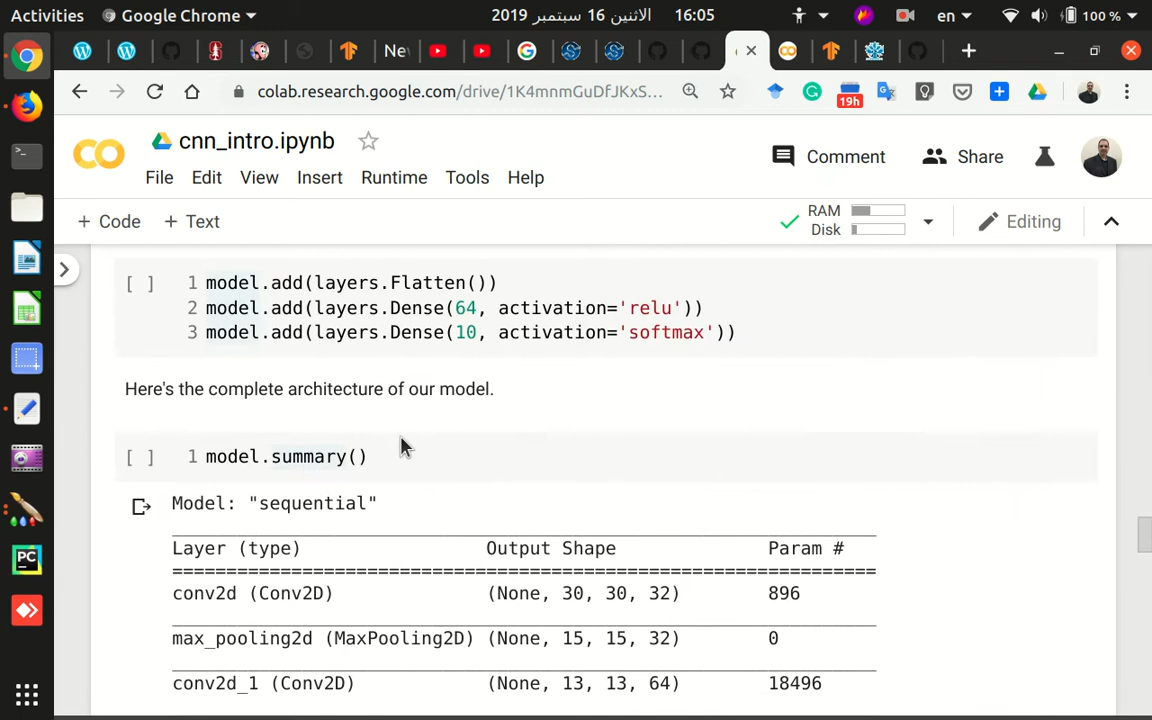 Activities Google Chrome الاثنين 16 سبتمبر 2019 16:05 en 100 %
Ne
colab.research.google.com/drive/1K4mnmGuDfJKxS... 19h
cnn_intro.ipynb
Comment Share
File Edit View Insert Runtime Tools Help
+ Code + Text RAM Disk Editing
[ ] 1 model.add(layers.Flatten())
2 model.add(layers.Dense(64, activation='relu'))
3 model.add(layers.Dense(10, activation='softmax'))
Here's the complete architecture of our model.
[ ] 1 model.summary()
Model: "sequential"
Layer (type) Output Shape Param #
=================================================================
conv2d (Conv2D) (None, 30, 30, 32) 896
max_pooling2d (MaxPooling2D) (None, 15, 15, 32) 0
conv2d_1 (Conv2D) (None, 13, 13, 64) 18496
PC